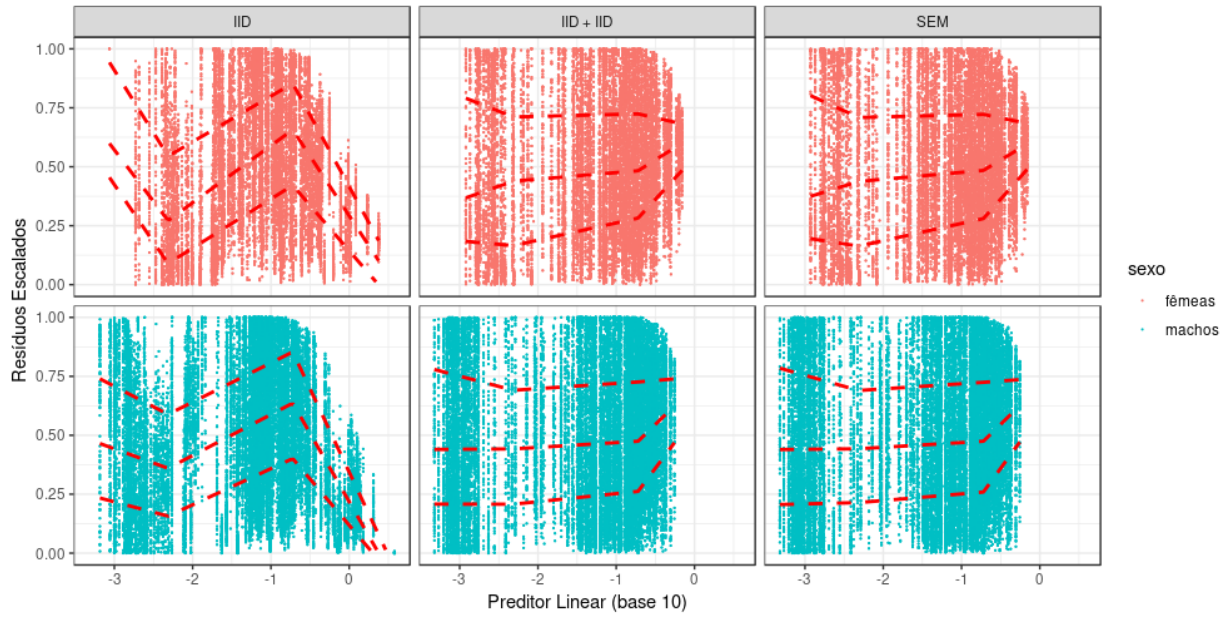 IID
IID + IID
SEM
1.00
0.75
0.50
0.25
0.00
1.00
0.75
0.50
0.25
0.00
Resíduos Escalados
-3
-2
-1
0
-3
-2
-1
0
-3
-2
-1
0
Preditor Linear (base 10)
sexo
fêmeas
machos